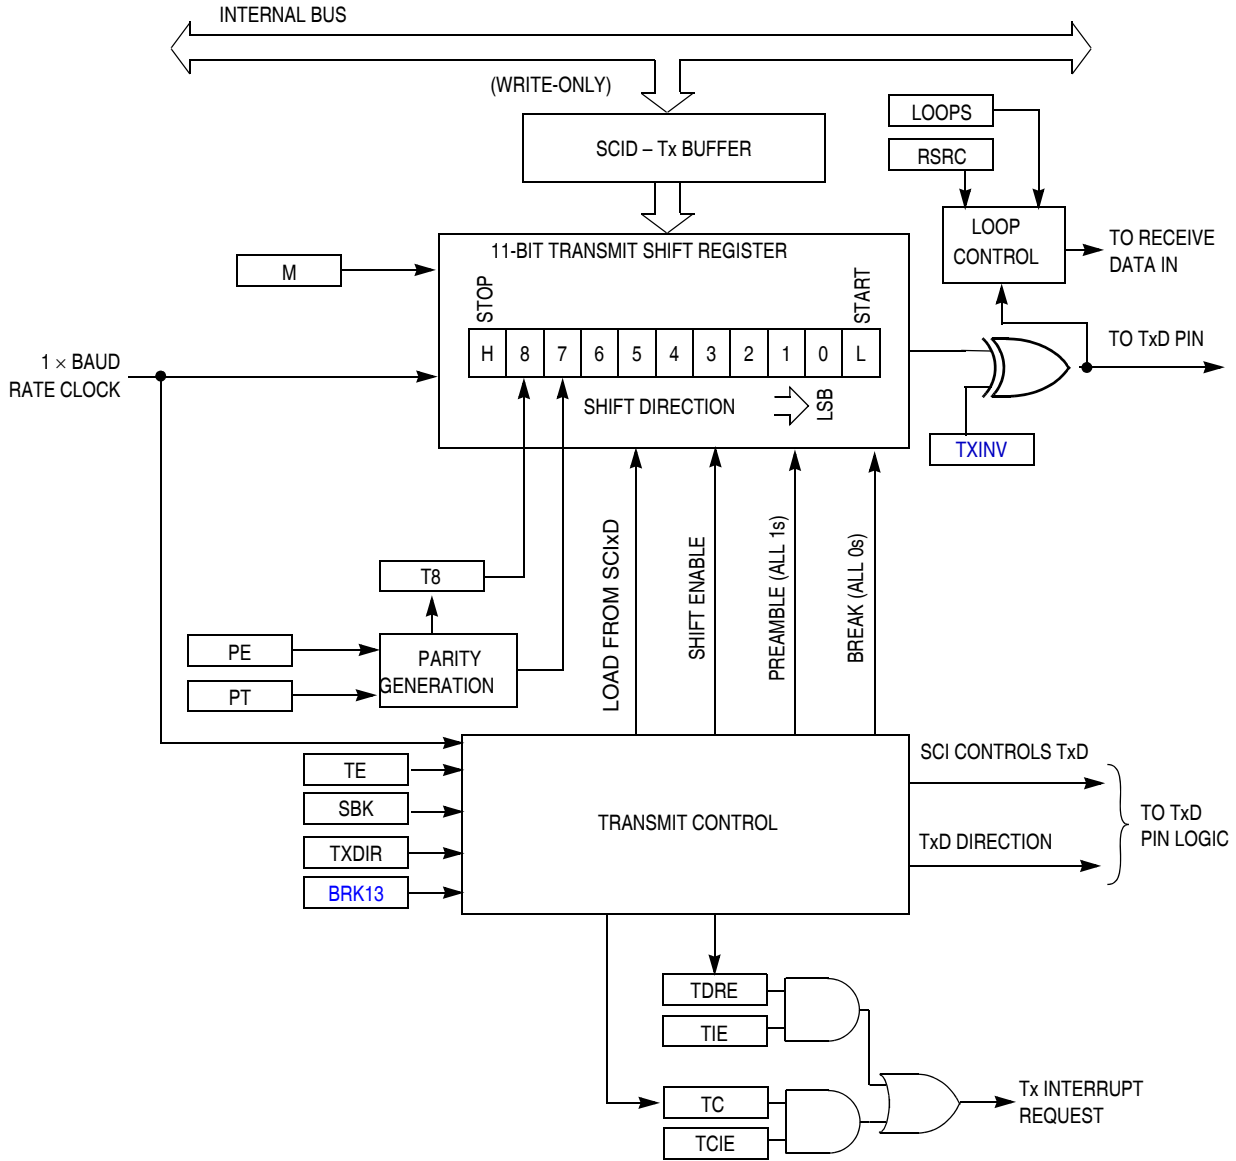 INTERNAL BUS
(WRITE-ONLY)
SCID – Tx BUFFER
LOOPS
RSRC
LOOP
CONTROL
TO RECEIVE
DATA IN
11-BIT TRANSMIT SHIFT REGISTER
M
STOP
START
H 8 7 6 5 4 3 2 1 0 L
1 × BAUD
RATE CLOCK
SHIFT DIRECTION
LSB
TO TxD PIN
TXINV
LOAD FROM SCIxD
SHIFT ENABLE
PREAMBLE (ALL 1s)
BREAK (ALL 0s)
T8
PE
PT
PARITY
GENERATION
TE
SBK
TXDIR
BRK13
TRANSMIT CONTROL
SCI CONTROLS TxD
TxD DIRECTION
TO TxD
PIN LOGIC
TDRE
TIE
TC
TCIE
Tx INTERRUPT
REQUEST